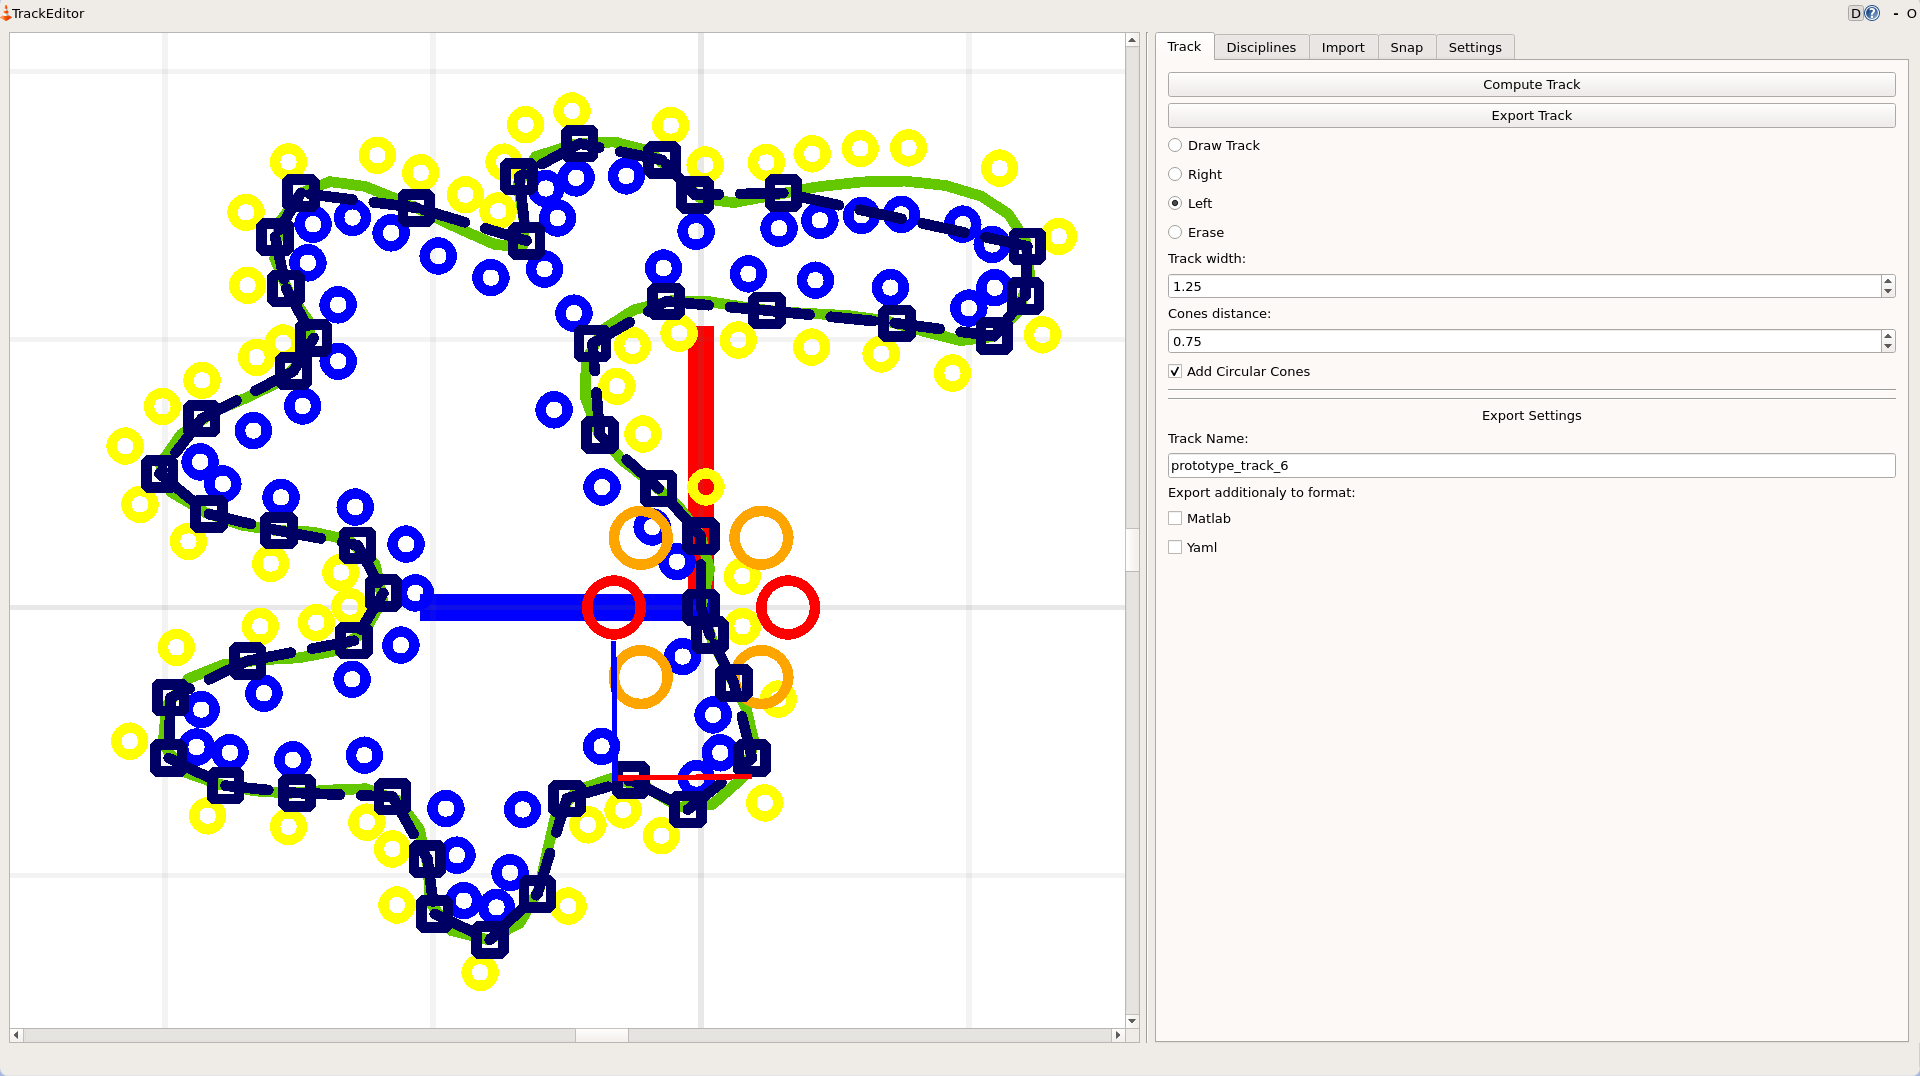 TrackEditor
D ? - O
Track Disciplines Import Snap Settings
Compute Track
Export Track
Draw Track
Right
Left
Erase
Track width:
1.25
Cones distance:
0.75
Add Circular Cones
Export Settings
Track Name:
prototype_track_6
Export additionaly to format:
Matlab
Yaml